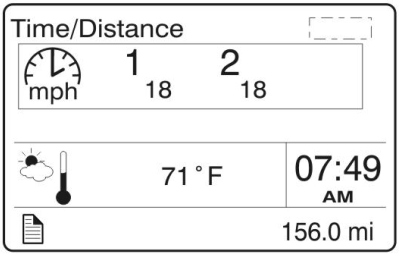 Time/Distance
mph 1 18 2 18
71°F
07:49
AM
156.0 mi